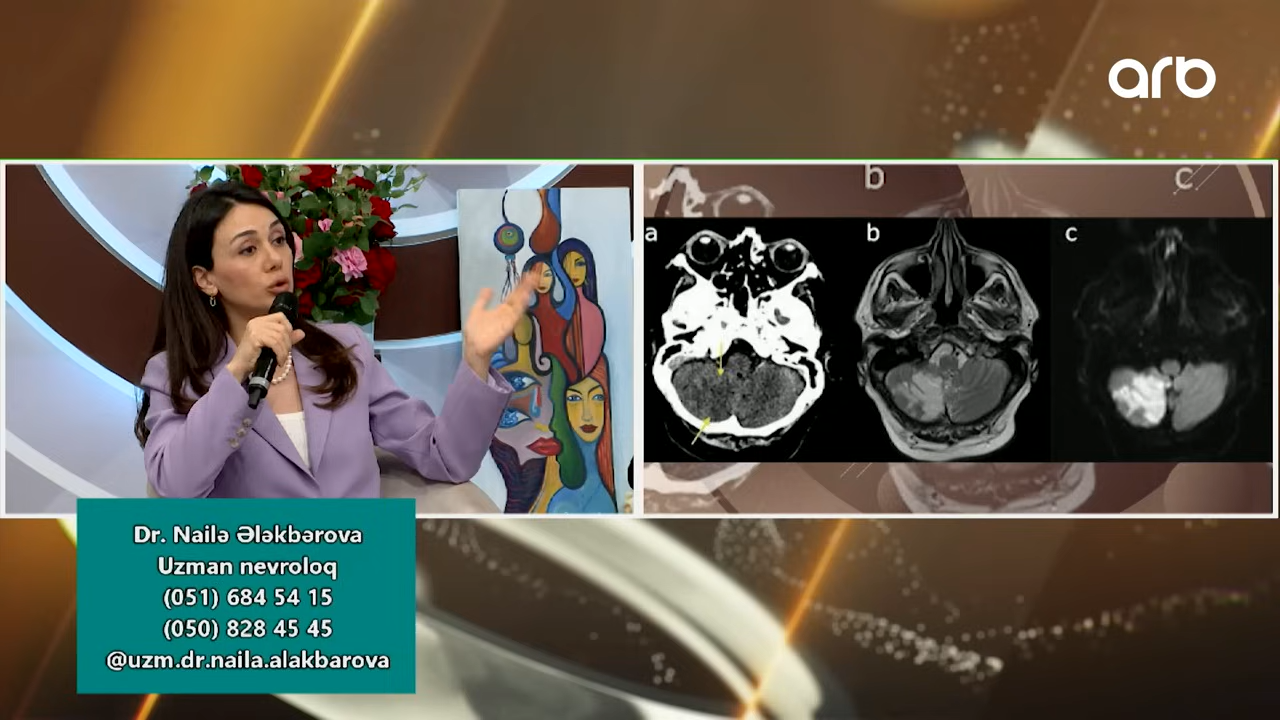 arb
b
c
a
b
c
Dr. Nailə Ələkbərova
Uzman nevroloq
(051) 684 54 15
(050) 828 45 45
@uzm.dr.naila.alakbarova